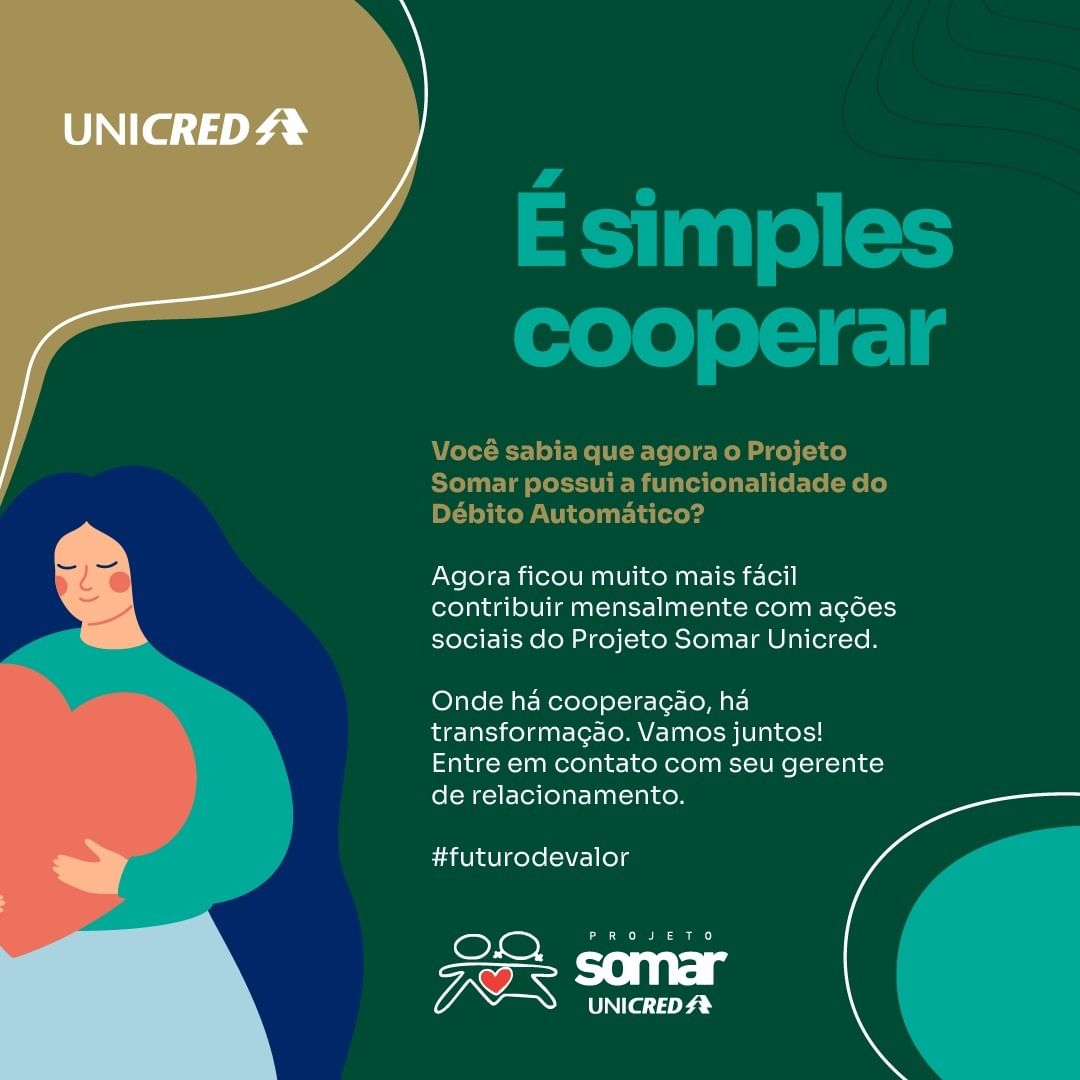 UNICRED
É simples
cooperar
Você sabia que agora o Projeto
Somar possui a funcionalidade do
Débito Automático?
Agora ficou muito mais fácil
contribuir mensalmente com ações
sociais do Projeto Somar Unicred.
Onde há cooperação, há
transformação. Vamos juntos!
Entre em contato com seu gerente
de relacionamento.
#futurodevalor
PROJETO
somar
UNICRED